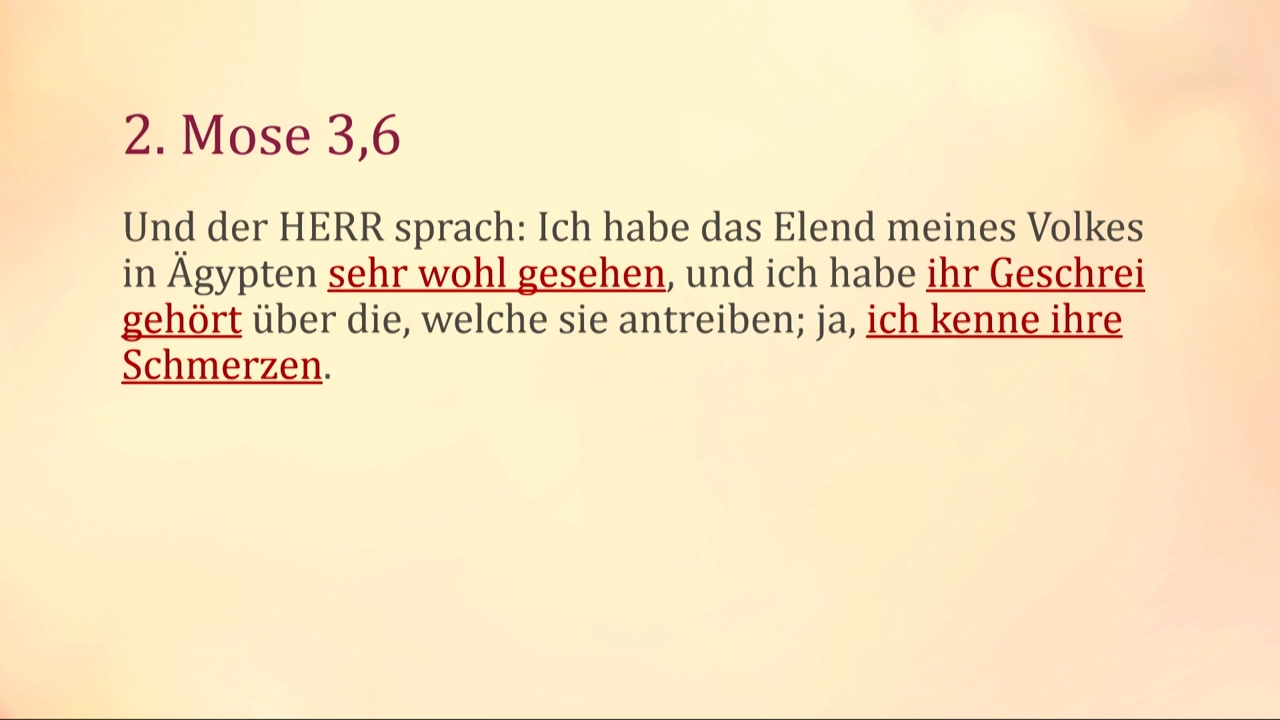 2. Mose 3,6
Und der HERR sprach: Ich habe das Elend meines Volkes
in Ägypten sehr wohl gesehen, und ich habe ihr Geschrei
gehört über die, welche sie antreiben; ja, ich kenne ihre
Schmerzen.